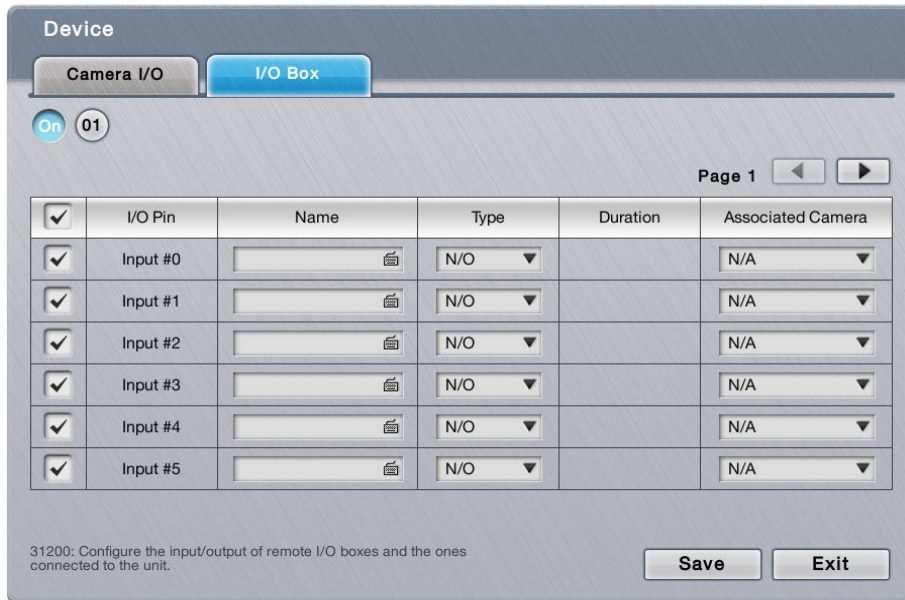 Device
Camera I/O I/O Box
On 01
Page 1
I/O Pin Name Type Duration Associated Camera
Input #0 N/O N/A
Input #1 N/O N/A
Input #2 N/O N/A
Input #3 N/O N/A
Input #4 N/O N/A
Input #5 N/O N/A
31200: Configure the input/output of remote I/O boxes and the ones
connected to the unit.
Save Exit